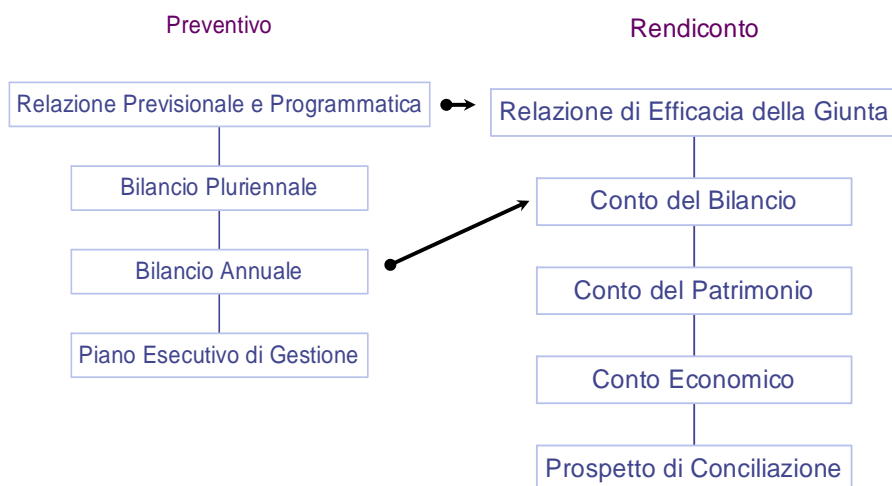 Preventivo
Relazione Previsionale e Programmatica
Bilancio Pluriennale
Bilancio Annuale
Piano Esecutivo di Gestione
Rendiconto
Relazione di Efficacia della Giunta
Conto del Bilancio
Conto del Patrimonio
Conto Economico
Prospetto di Conciliazione